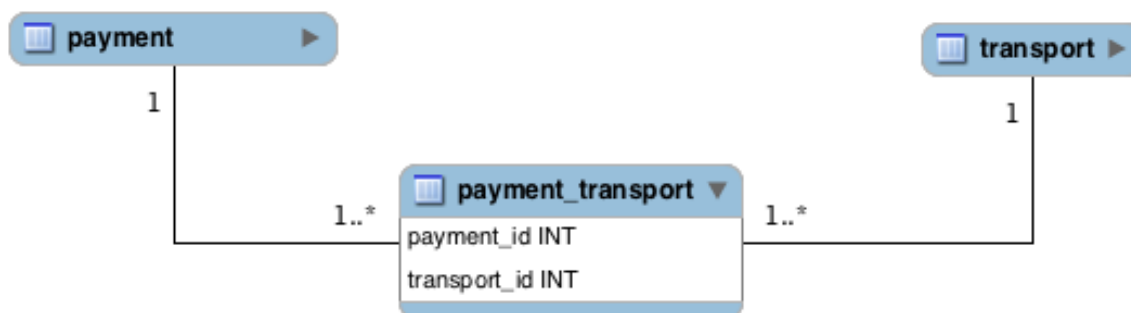 payment
transport
1
1
payment_transport
1..*
1..*
payment_id INT
transport_id INT